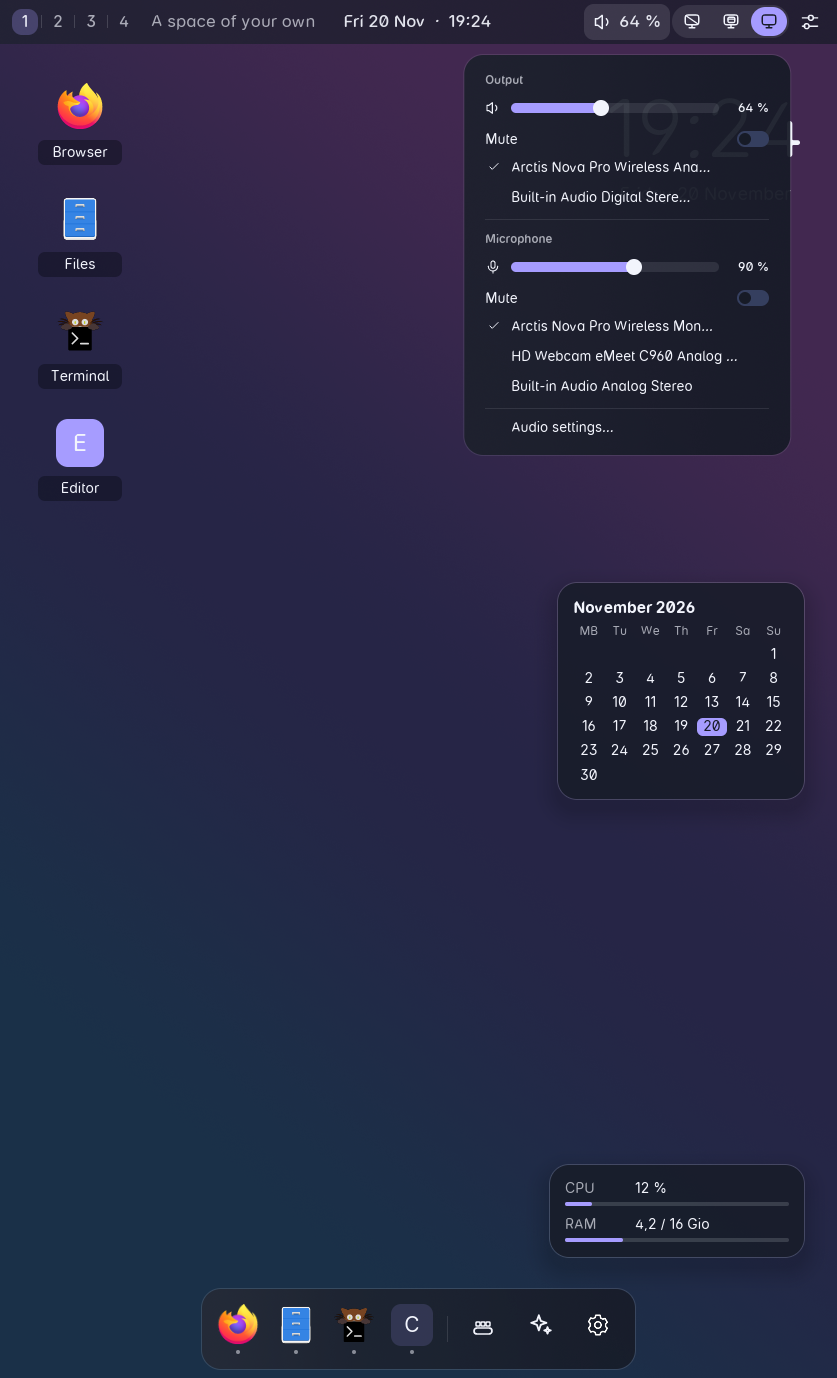 1 2 3 4 A space of your own Fri 20 Nov · 19:24 64 %
Output
64 %
19:24
Mute
Arctis Nova Pro Wireless Ana...
20 November
Built-in Audio Digital Stere...
Microphone
90 %
Mute
Arctis Nova Pro Wireless Mon...
HD Webcam eMeet C960 Analog ...
Built-in Audio Analog Stereo
Audio settings...
Browser
Files
>_
Terminal
E
Editor
November 2026
MB Tu We Th Fr Sa Su
1
2 3 4 5 6 7 8
9 10 11 12 13 14 15
16 17 18 19 20 21 22
23 24 25 26 27 28 29
30
CPU 12 %
RAM 4,2 / 16 Gio
>_ C